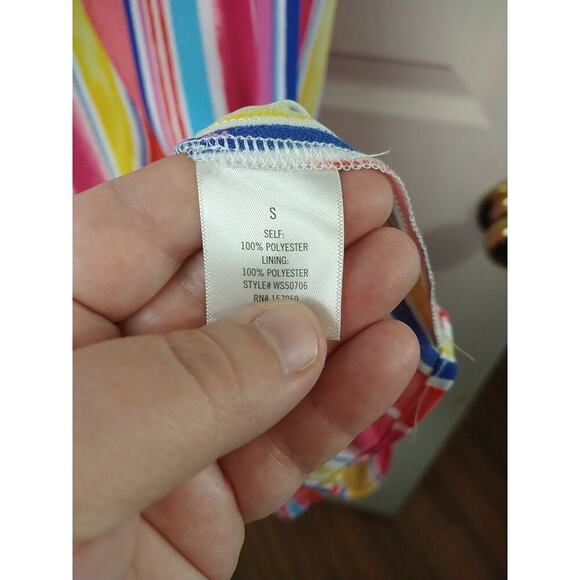 S
SELF:
100% POLYESTER
LINING:
100% POLYESTER
STYLE# WS50706
RN#